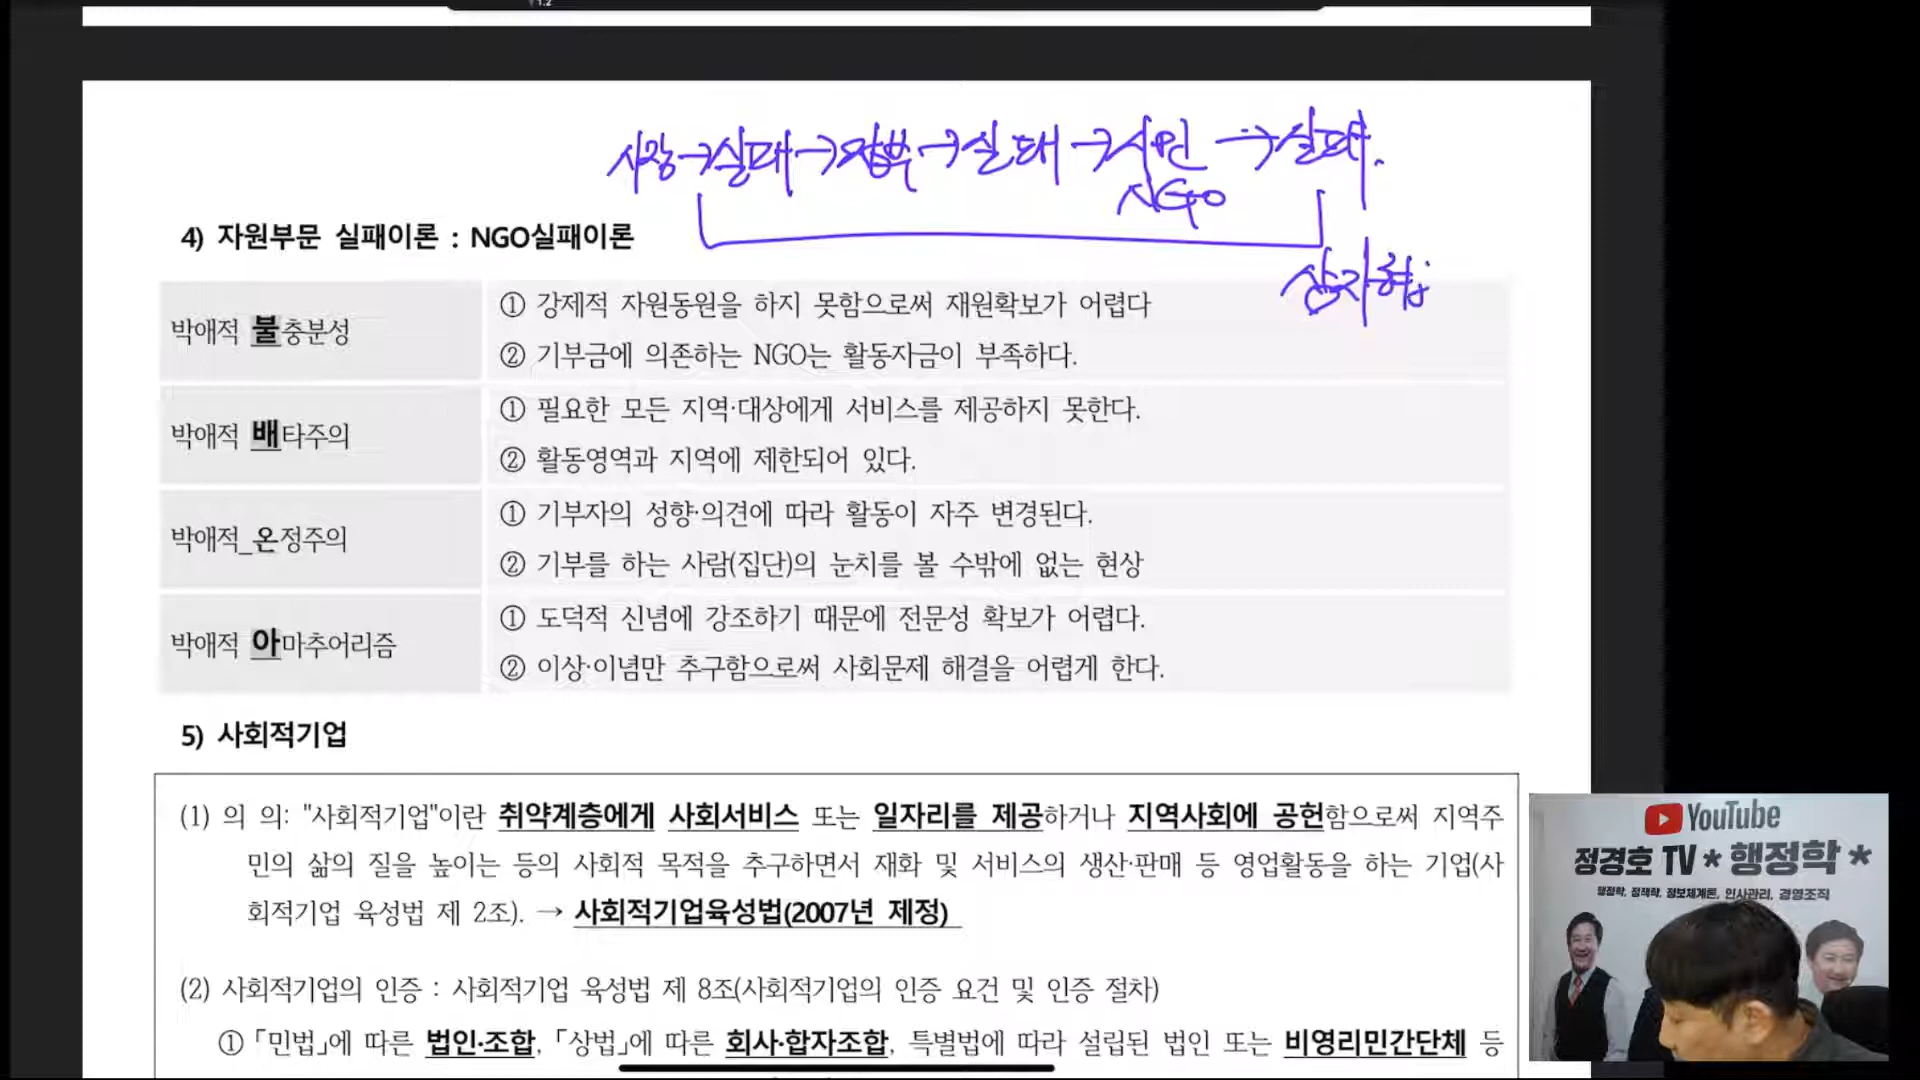 1.2
시장→실패→정부→실패→시민→실패.
NGO
4) 자원부문 실패이론 : NGO실패이론
박애적 불충분성
① 강제적 자원동원을 하지 못함으로써 재원확보가 어렵다
② 기부금에 의존하는 NGO는 활동자금이 부족하다.
박애적 배타주의
① 필요한 모든 지역·대상에게 서비스를 제공하지 못한다.
② 활동영역과 지역에 제한되어 있다.
박애적_온정주의
① 기부자의 성향·의견에 따라 활동이 자주 변경된다.
② 기부를 하는 사람(집단)의 눈치를 볼 수밖에 없는 현상
박애적 아마추어리즘
① 도덕적 신념에 강조하기 때문에 전문성 확보가 어렵다.
② 이상·이념만 추구함으로써 사회문제 해결을 어렵게 한다.
5) 사회적기업
(1) 의 의: "사회적기업"이란 취약계층에게 사회서비스 또는 일자리를 제공하거나 지역사회에 공헌함으로써 지역주
민의 삶의 질을 높이는 등의 사회적 목적을 추구하면서 재화 및 서비스의 생산·판매 등 영업활동을 하는 기업(사
회적기업 육성법 제 2조). → 사회적기업육성법(2007년 제정)
(2) 사회적기업의 인증 : 사회적기업 육성법 제 8조(사회적기업의 인증 요건 및 인증 절차)
① 「민법」에 따른 법인·조합, 「상법」에 따른 회사·합자조합, 특별법에 따라 설립된 법인 또는 비영리민간단체 등
YouTube
정경호 TV * 행정학 *
행정학, 정책학, 정보체계론, 인사관리, 경영조직